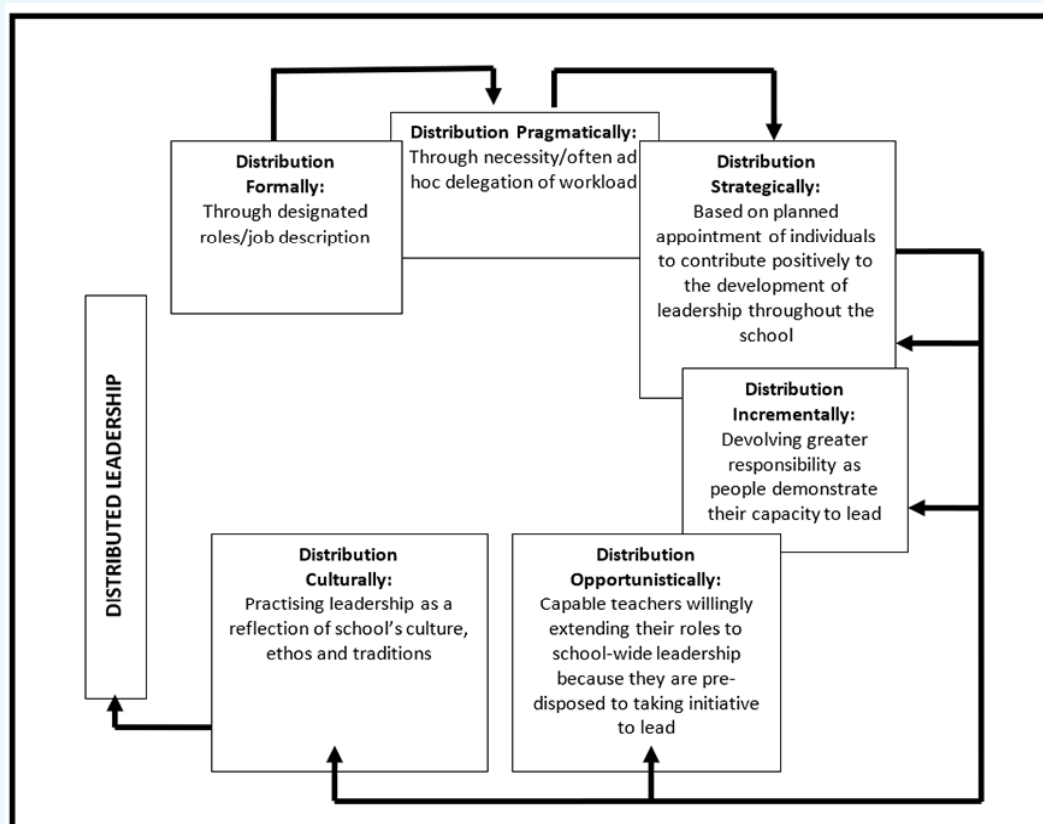 Distribution
Formally:
Through designated
roles/job description
Distribution Pragmatically:
Through necessity/often ad
hoc delegation of workload
Distribution
Strategically:
Based on planned
appointment of individuals
to contribute positively to
the development of
leadership throughout the
school
Distribution
Incrementally:
Devolving greater
responsibility as
people demonstrate
their capacity to lead
Distribution
Opportunistically:
Capable teachers willingly
extending their roles to
school-wide leadership
because they are pre-
disposed to taking initiative
to lead
Distribution
Culturally:
Practising leadership as a
reflection of school’s culture,
ethos and traditions
DISTRIBUTED LEADERSHIP